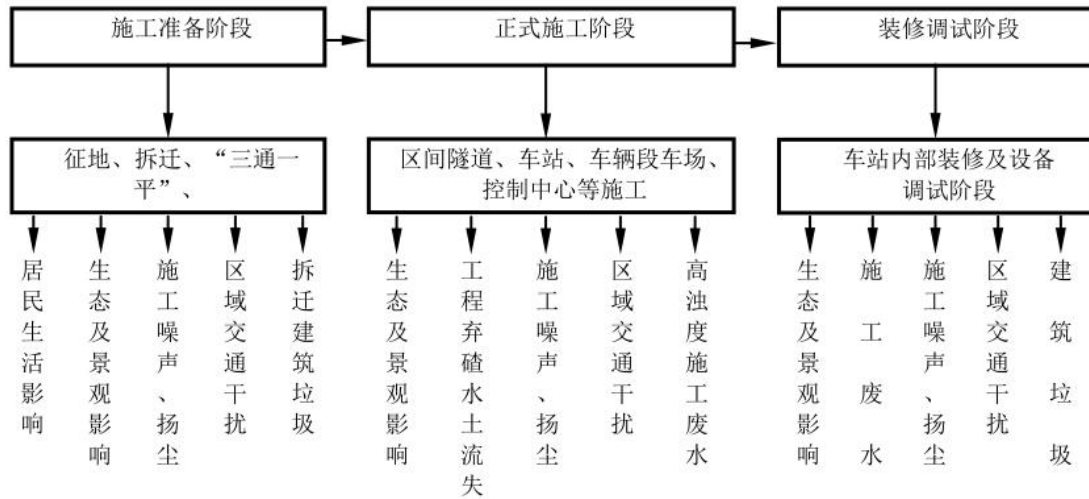 施工准备阶段
正式施工阶段
装修调试阶段
征地、拆迁、“三通一
平”、
区间隧道、车站、车辆段车场、
控制中心等施工
车站内部装修及设备
调试阶段
居民生活影响
生态及景观影响
施工噪声、扬尘
区域交通干扰
拆迁建筑垃圾
生态及景观影响
工程弃碴水土流失
施工噪声、扬尘
区域交通干扰
高浊度施工废水
生态及景观影响
施工废水
施工噪声、扬尘
区域交通干扰
建筑垃圾